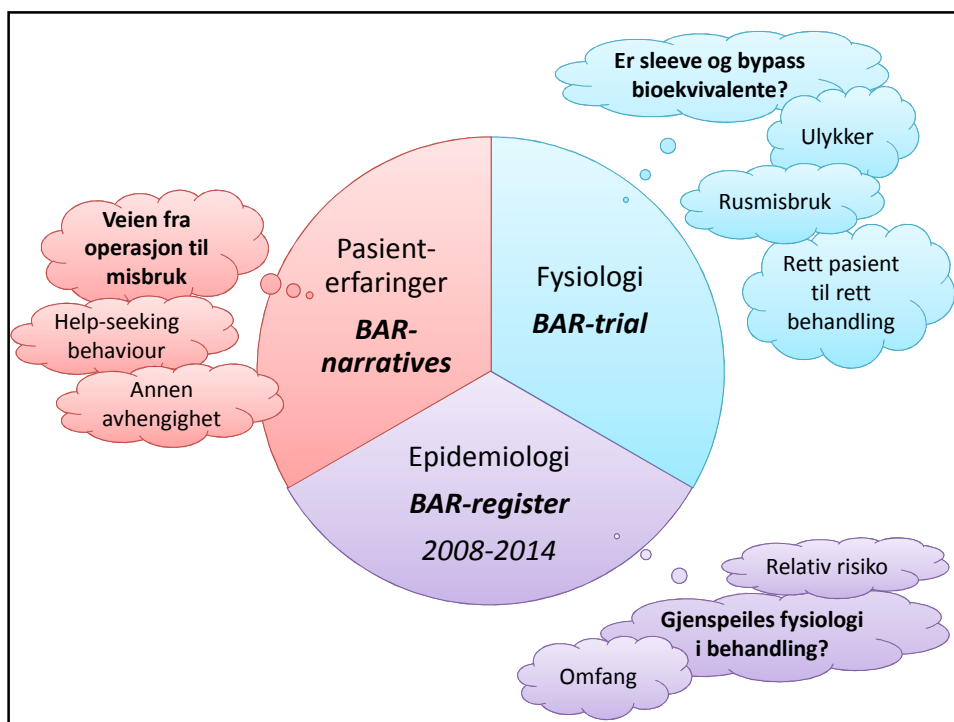 Er sleeve og bypass
bioekvivalente?
Ulykker
Rusmisbruk
Rett pasient
til rett
behandling
Veien fra
operasjon til
misbruk
Help-seeking
behaviour
Annen
avhengighet
Pasient-
erfaringer
BAR-
narratives
Fysiologi
BAR-trial
Epidemiologi
BAR-register
2008-2014
Relativ risiko
Gjenspeiles fysiologi
i behandling?
Omfang